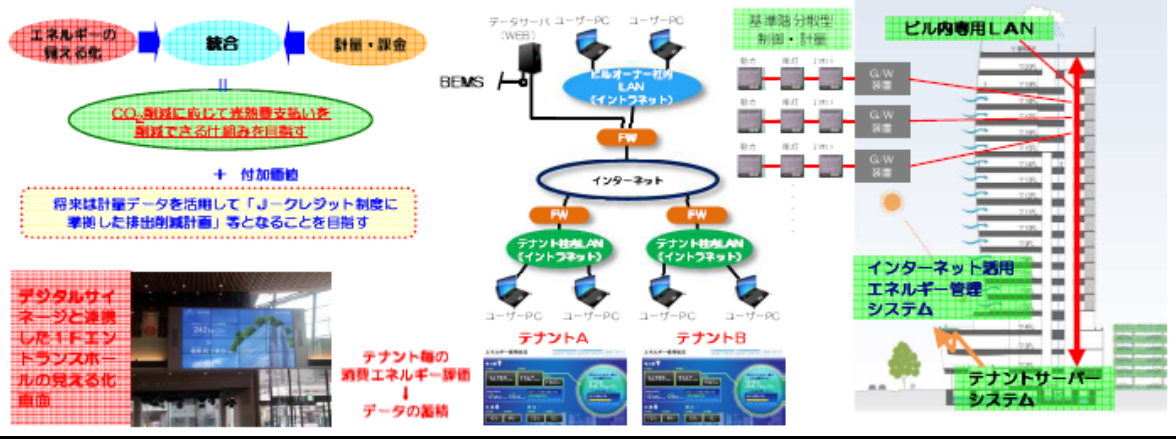 エネルギーの
見える化
統合
計量・課金
||
CO₂削減に応じて光熱費支払いを
削減できる仕組みを目指す
＋ 付加価値
将来は計量データを活用して「J－クレジット制度に
準拠した排出削減計画」等となることを目指す
デジタルサイ
ネージと連携
した1Fエン
トランスホー
ルの見える化
画面
テナント毎の
消費エネルギー評価
↓
データの蓄積
データサーバ
(WEB)
ユーザーPC
ユーザーPC
BEMS
ビルオーナー社内
LAN
(イントラネット)
FW
インターネット
FW
FW
テナント社内LAN
(イントラネット)
テナント社内LAN
(イントラネット)
ユーザーPC
ユーザーPC
ユーザーPC
ユーザーPC
テナントA
テナントB
基準階分散型
制御・計量
動力
電灯
G/W
装置
動力
電灯
G/W
装置
動力
電灯
G/W
装置
ビル内専用LAN
インターネット活用
エネルギー管理
システム
テナントサーバー
システム